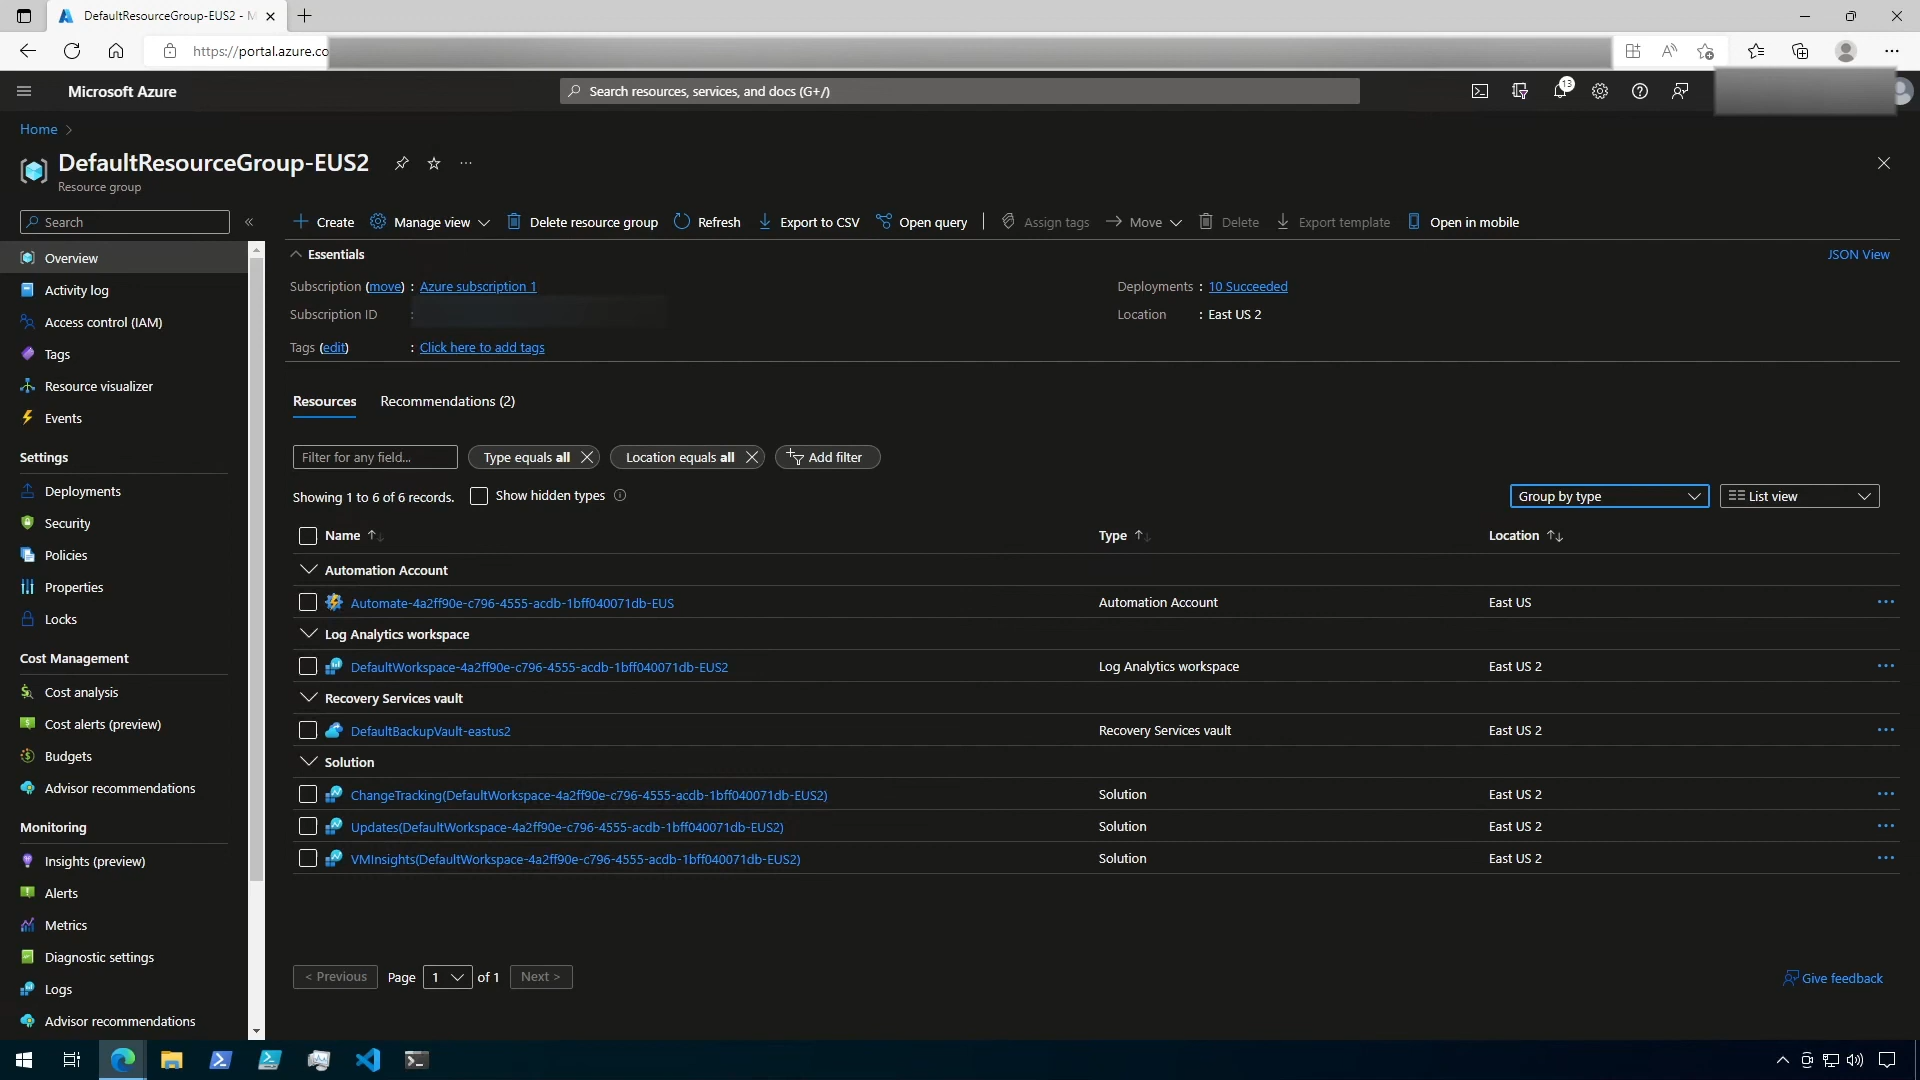 DefaultResourceGroup-EUS2 - M
https://portal.azure.co
Microsoft Azure
Search resources, services, and docs (G+/)
13
Home
DefaultResourceGroup-EUS2
Resource group
Search
Create
Manage view
Delete resource group
Refresh
Export to CSV
Open query
Assign tags
Move
Delete
Export template
Open in mobile
Overview
Activity log
Access control (IAM)
Tags
Resource visualizer
Events
Settings
Deployments
Security
Policies
Properties
Locks
Cost Management
Cost analysis
Cost alerts (preview)
Budgets
Advisor recommendations
Monitoring
Insights (preview)
Alerts
Metrics
Diagnostic settings
Logs
Advisor recommendations
Essentials
JSON View
Subscription (move) : Azure subscription 1
Deployments : 10 Succeeded
Subscription ID :
Location : East US 2
Tags (edit) : Click here to add tags
Resources Recommendations (2)
Filter for any field...
Type equals all
Location equals all
Add filter
Showing 1 to 6 of 6 records.
Show hidden types
Group by type
List view
Name Type Location
Automation Account
Automate-4a2ff90e-c796-4555-acdb-1bff040071db-EUS Automation Account East US
Log Analytics workspace
DefaultWorkspace-4a2ff90e-c796-4555-acdb-1bff040071db-EUS2 Log Analytics workspace East US 2
Recovery Services vault
DefaultBackupVault-eastus2 Recovery Services vault East US 2
Solution
ChangeTracking(DefaultWorkspace-4a2ff90e-c796-4555-acdb-1bff040071db-EUS2) Solution East US 2
Updates(DefaultWorkspace-4a2ff90e-c796-4555-acdb-1bff040071db-EUS2) Solution East US 2
VMInsights(DefaultWorkspace-4a2ff90e-c796-4555-acdb-1bff040071db-EUS2) Solution East US 2
< Previous Page 1 of 1 Next >
Give feedback